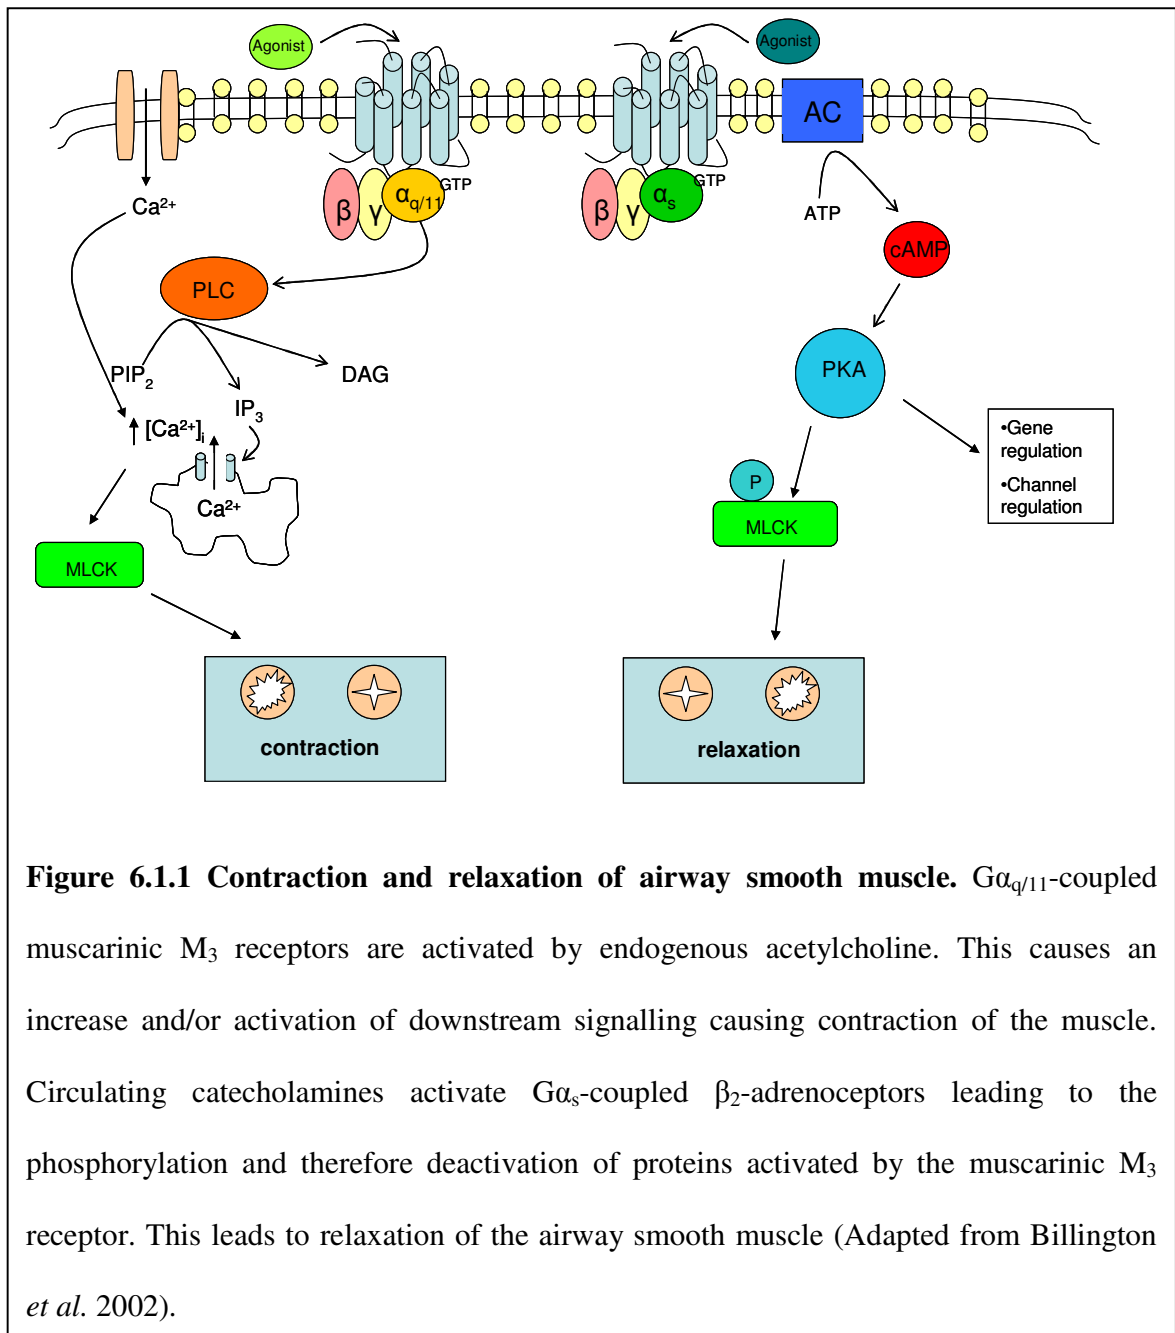 Agonist
Agonist
AC
GTP
GTP
β
γ
αq/11
β
γ
αs
Ca2+
ATP
cAMP
PLC
PKA
PIP2
DAG
IP3
[Ca2+]i
•Gene
regulation
•Channel
regulation
P
Ca2+
MLCK
MLCK
contraction
relaxation
Figure 6.1.1 Contraction and relaxation of airway smooth muscle. Gαq/11-coupled
muscarinic M3 receptors are activated by endogenous acetylcholine. This causes an
increase and/or activation of downstream signalling causing contraction of the muscle.
Circulating catecholamines activate Gαs-coupled β2-adrenoceptors leading to the
phosphorylation and therefore deactivation of proteins activated by the muscarinic M3
receptor. This leads to relaxation of the airway smooth muscle (Adapted from Billington
et al. 2002).